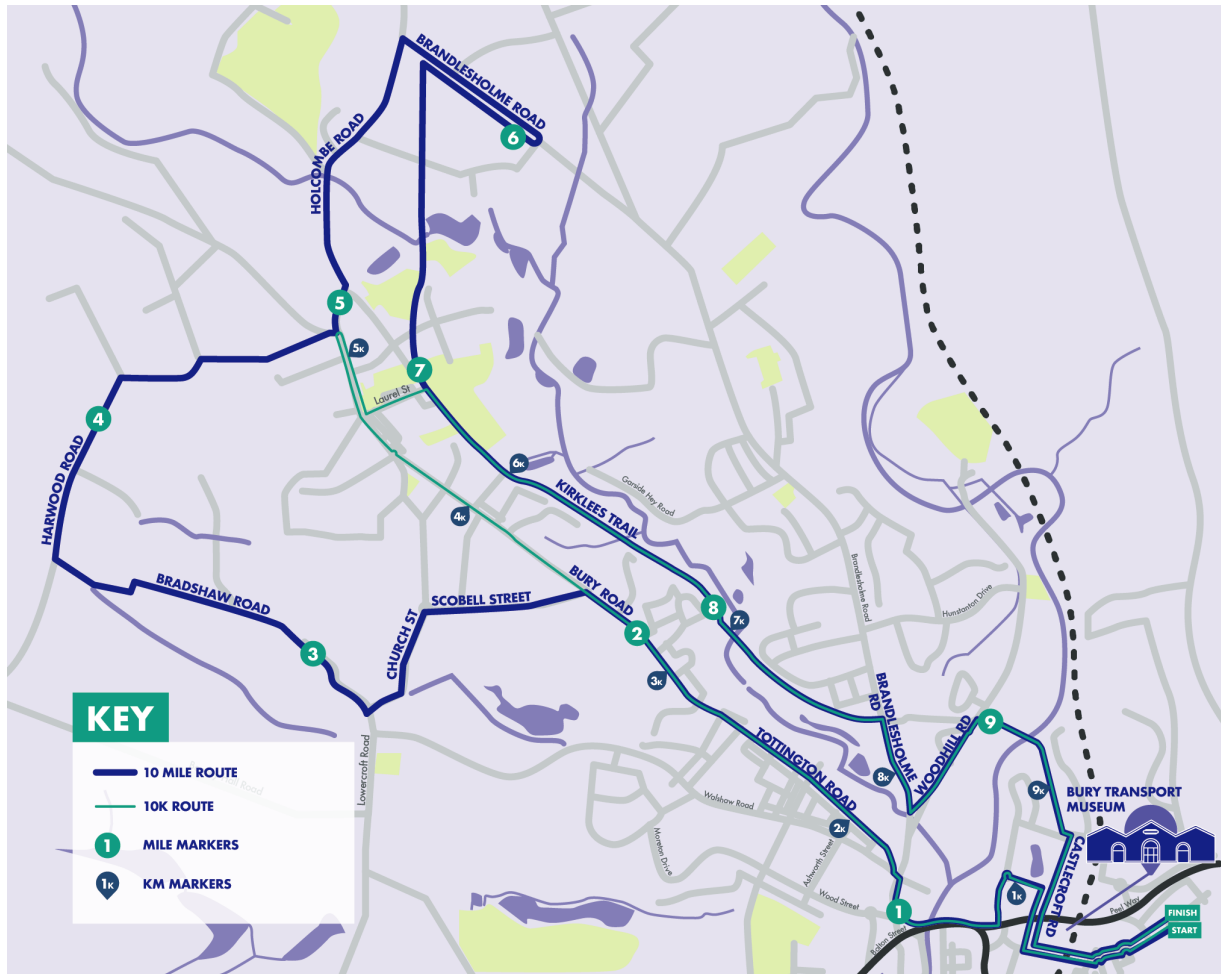 BRANDLESHOLME ROAD
6
HOLCOMBE ROAD
5
5K
7
Laurel St
4
HARWOOD ROAD
6K
KIRKLEES TRAIL
Garside Hey Road
4K
BRADSHAW ROAD
SCOBELL STREET
BURY ROAD
CHURCH ST
3
2
3K
8
7K
Brandlesholme Road
Hunstanton Drive
BRANDLESHOLME
RD
8K
WOODHILL RD
9
9K
TOTTINGTON ROAD
Walshaw Road
2K
Moreton Drive
Ashworth Street
Wood Street
Lowercroft Road
Road
1
Bolton Street
1K
CASTLECROFT RD
BURY TRANSPORT
MUSEUM
Peel Way
FINISH
START
KEY
10 MILE ROUTE
10K ROUTE
1
MILE MARKERS
1K
KM MARKERS